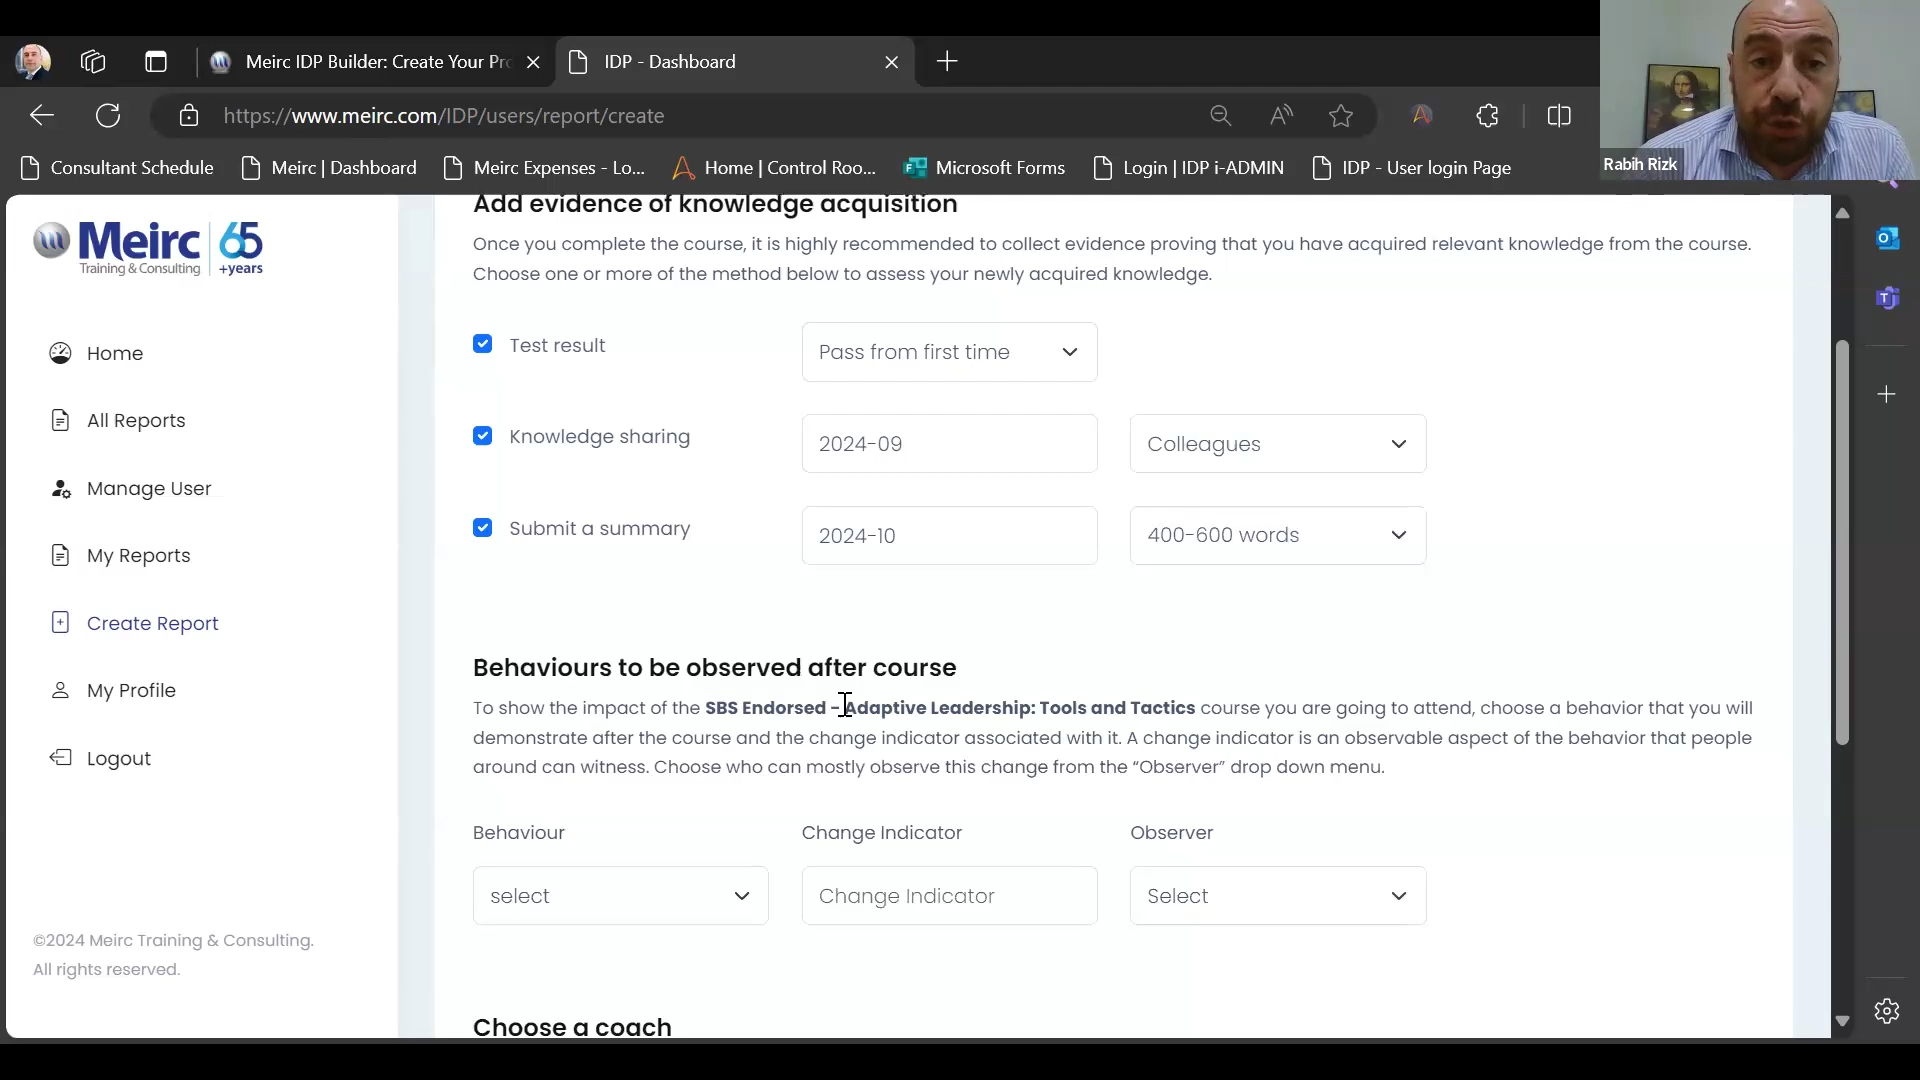 Meirc IDP Builder: Create Your Pro
IDP - Dashboard
https://www.meirc.com/IDP/users/report/create
Consultant Schedule
Meirc | Dashboard
Meirc Expenses - Lo...
Home | Control Roo...
Microsoft Forms
Login | IDP i-ADMIN
IDP - User login Page
Rabih Rizk
Meirc
Training & Consulting
65
+years
Home
All Reports
Manage User
My Reports
Create Report
My Profile
Logout
©2024 Meirc Training & Consulting.
All rights reserved.
Add evidence of knowledge acquisition
Once you complete the course, it is highly recommended to collect evidence proving that you have acquired relevant knowledge from the course.
Choose one or more of the method below to assess your newly acquired knowledge.
Test result
Pass from first time
Knowledge sharing
2024-09
Colleagues
Submit a summary
2024-10
400-600 words
Behaviours to be observed after course
To show the impact of the SBS Endorsed - Adaptive Leadership: Tools and Tactics course you are going to attend, choose a behavior that you will
demonstrate after the course and the change indicator associated with it. A change indicator is an observable aspect of the behavior that people
around can witness. Choose who can mostly observe this change from the “Observer” drop down menu.
Behaviour
Change Indicator
Observer
select
Change Indicator
Select
Choose a coach